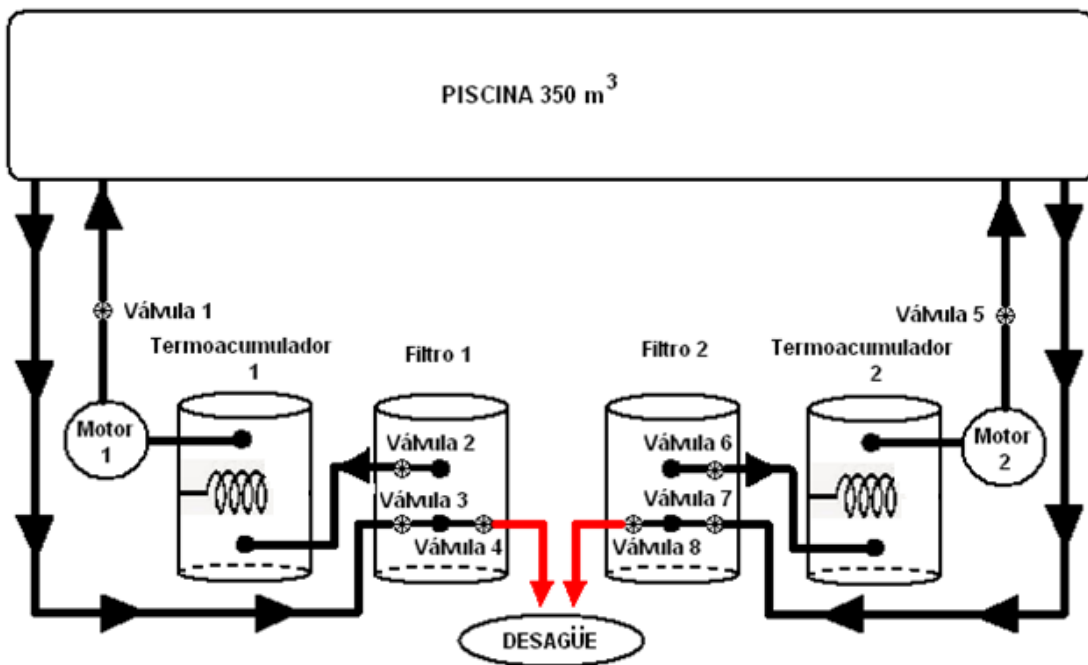 PISCINA 350 m³
Válvula 1
Válvula 5
Termoacumulador
1
Filtro 1
Filtro 2
Termoacumulador
2
Motor
1
Válvula 2
Válvula 6
Motor
2
Válvula 3
Válvula 7
Válvula 4
Válvula 8
DESAGÜE